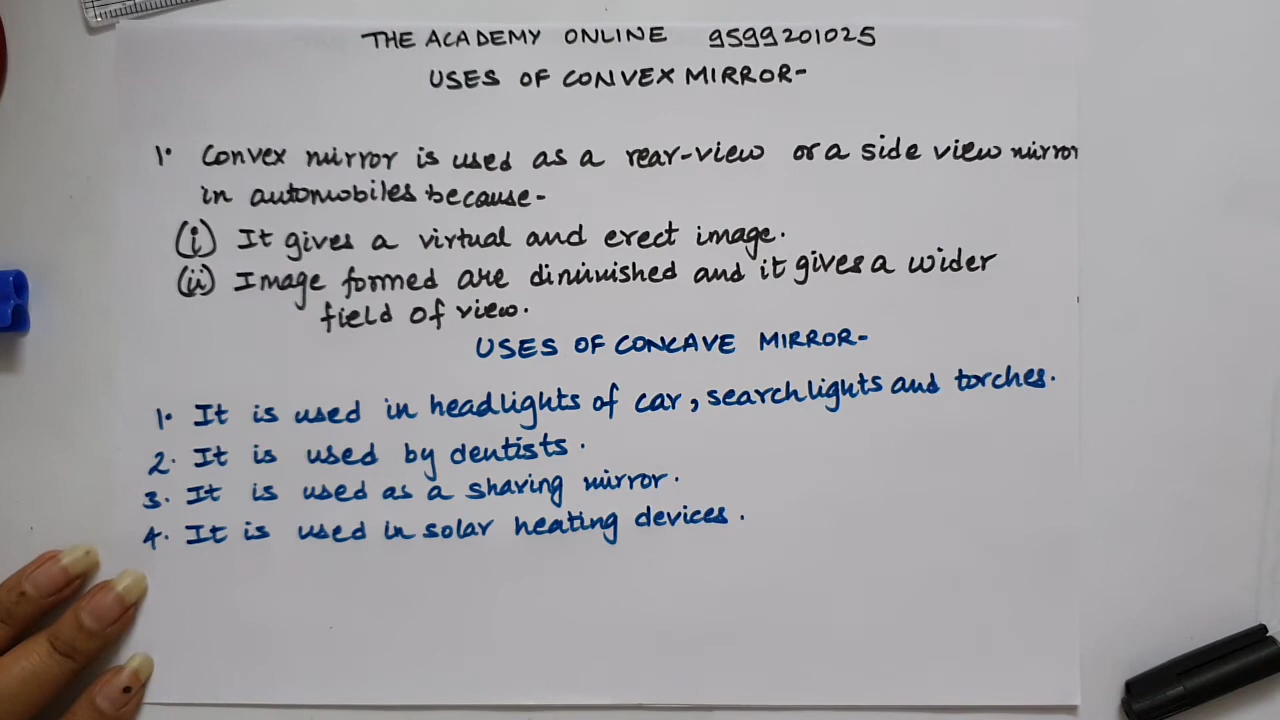 THE ACADEMY ONLINE 9599201025
USES OF CONVEX MIRROR-
1. Convex mirror is used as a rear-view or a side view mirror
in automobiles because-
(i) It gives a virtual and erect image.
(ii) Image formed are diminished and it gives a wider
field of view.
USES OF CONCAVE MIRROR-
1. It is used in headlights of car, searchlights and torches.
2. It is used by dentists.
3. It is used as a shaving mirror.
4. It is used in solar heating devices.